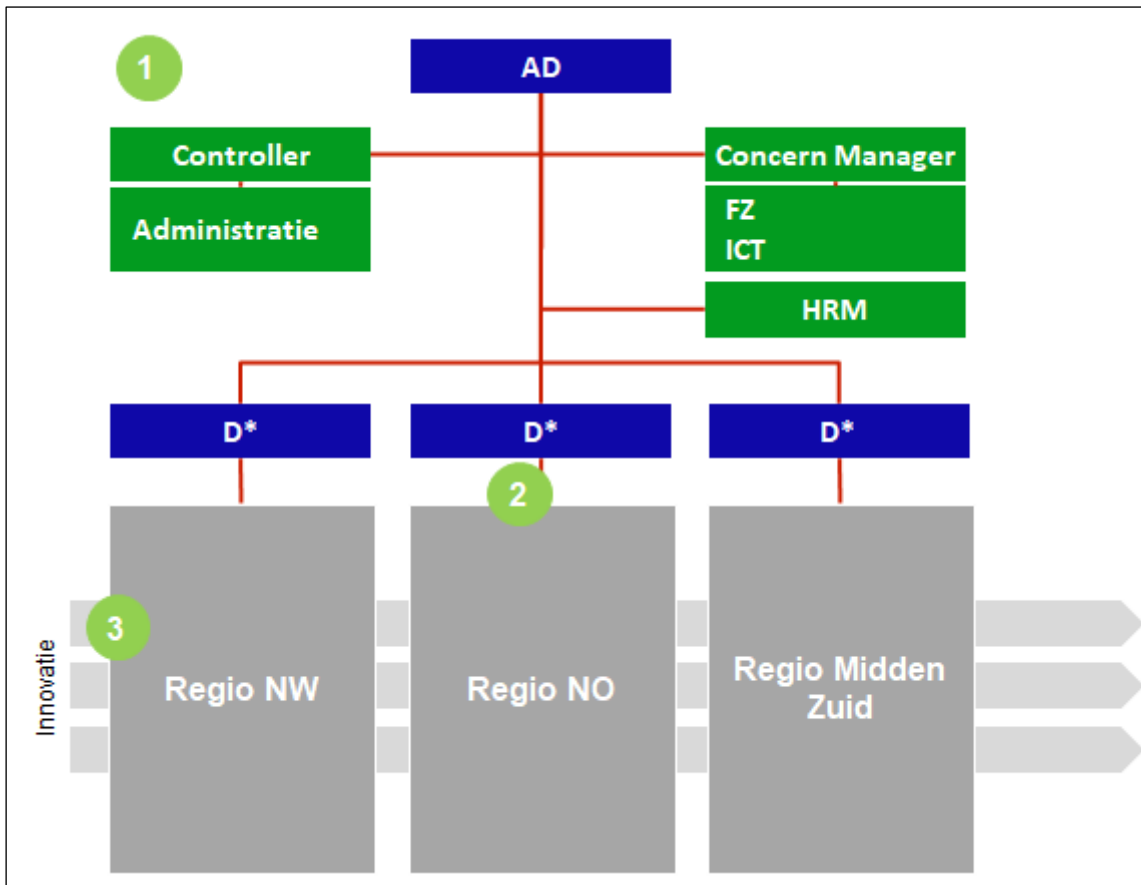 1
AD
Controller
Concern Manager
Administratie
FZ
ICT
HRM
D*
D*
D*
2
3
Innovatie
Regio NW
Regio NO
Regio Midden
Zuid